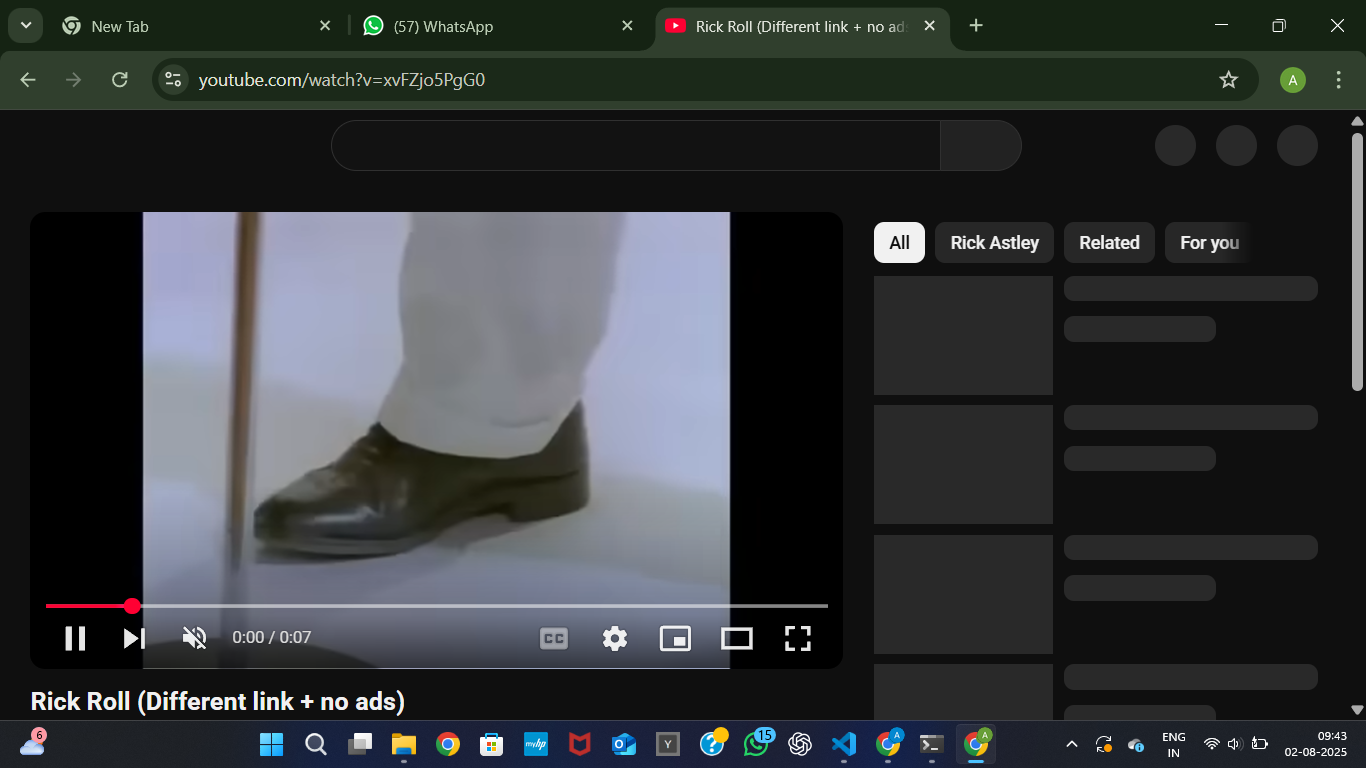 New Tab
(57) WhatsApp
Rick Roll (Different link + no ad
youtube.com/watch?v=xvFZjo5PgG0
A
All
Rick Astley
Related
For you
0:00 / 0:07
CC
Rick Roll (Different link + no ads)
6
myhp
Y
15
A
A
ENG
IN
09:43
02-08-2025